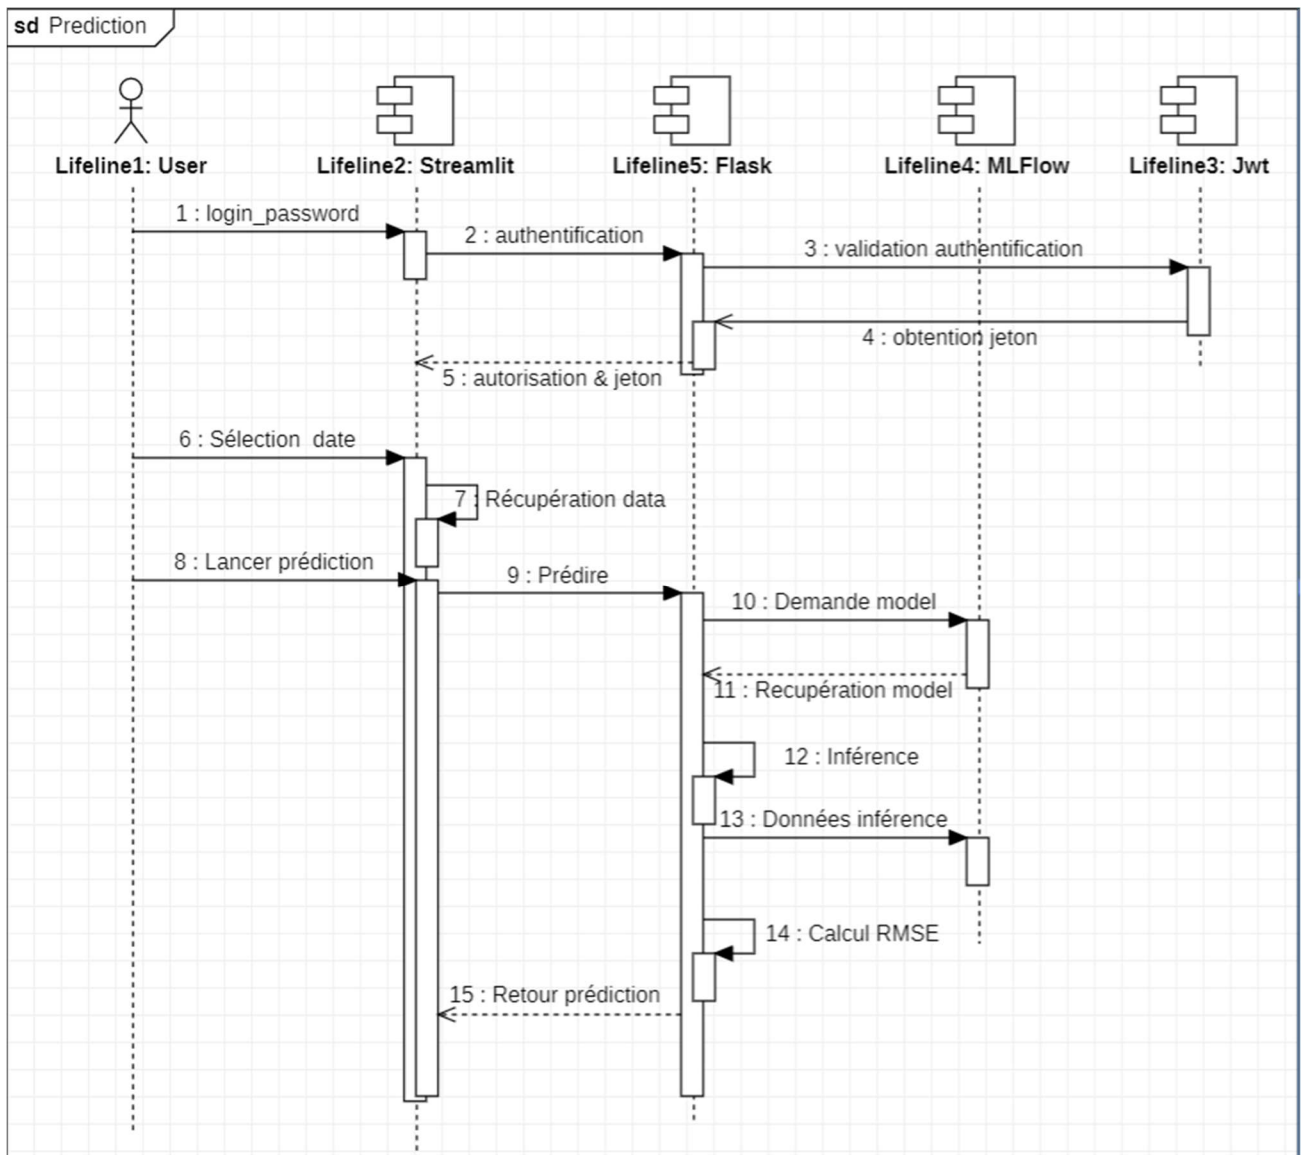 sd Prediction
Lifeline1: User
Lifeline2: Streamlit
Lifeline5: Flask
Lifeline4: MLFlow
Lifeline3: Jwt
1 : login_password
2 : authentification
3 : validation authentification
4 : obtention jeton
5 : autorisation & jeton
6 : Sélection  date
7 : Récupération data
8 : Lancer prédiction
9 : Prédire
10 : Demande model
11 : Recupération model
12 : Inférence
13 : Données inférence
14 : Calcul RMSE
15 : Retour prédiction